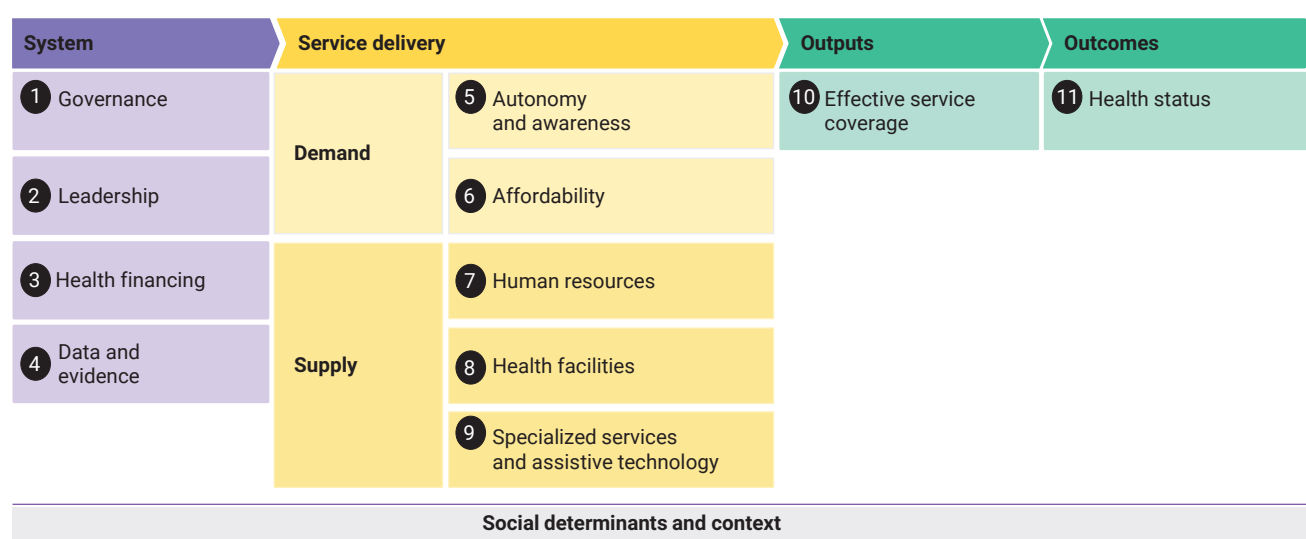 System
Service delivery
Outputs
Outcomes
1 Governance
2 Leadership
3 Health financing
4 Data and
evidence
Demand
5 Autonomy
and awareness
6 Affordability
Supply
7 Human resources
8 Health facilities
9 Specialized services
and assistive technology
10 Effective service
coverage
11 Health status
Social determinants and context